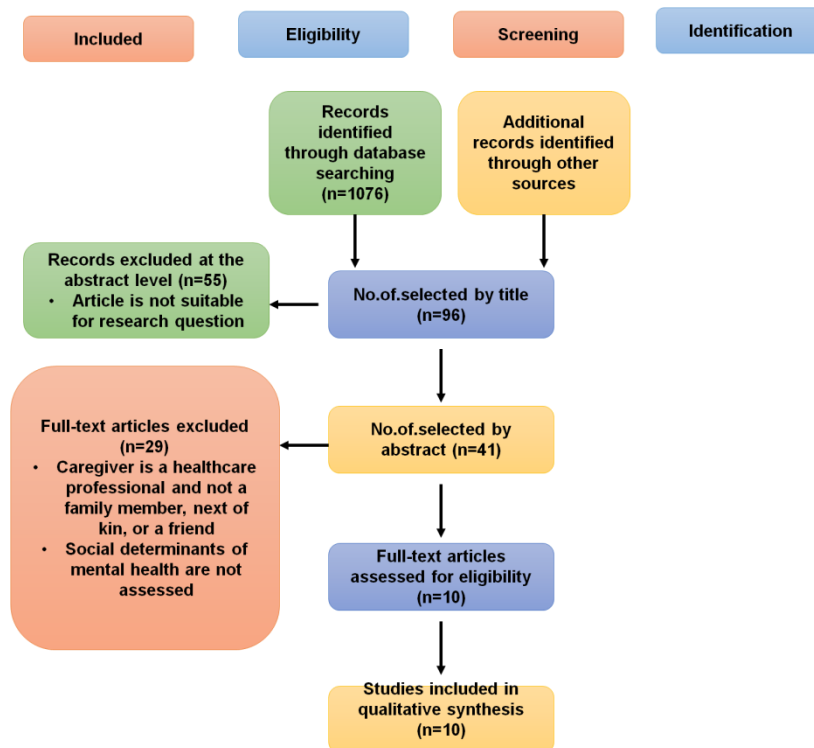 Included
Eligibility
Screening
Identification
Records
identified
through database
searching
(n=1076)
Additional
records identified
through other
sources
Records excluded at the
abstract level (n=55)
• Article is not suitable
for research question
No.of.selected by title
(n=96)
Full-text articles excluded
(n=29)
• Caregiver is a healthcare
professional and not a
family member, next of
kin, or a friend
• Social determinants of
mental health are not
assessed
No.of.selected by
abstract (n=41)
Full-text articles
assessed for eligibility
(n=10)
Studies included in
qualitative synthesis
(n=10)